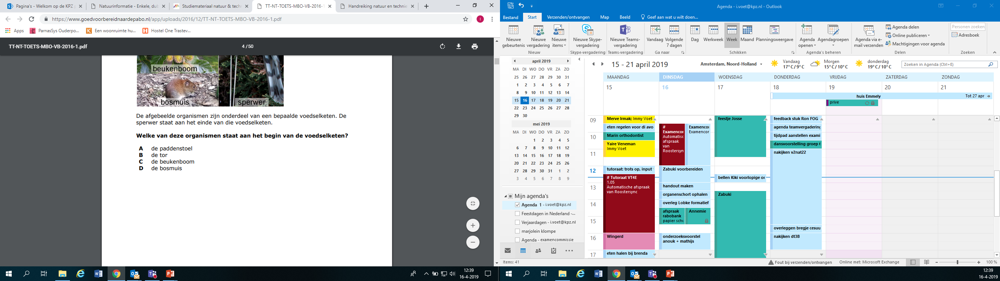 Pagina's - Welkom op de KPZ
Natuurinformatie - Enkele, dub
Studiemateriaal natuur & techn
TT-NT-TOETS-MBO-VB-2016-1
Handreiking natuur en technie
https://www.goedvoorbereidnaardepabo.nl/app/uploads/2016/12/TT-NT-TOETS-MBO-VB-2016-1.pdf
Apps
ParnasSys Ouderpo...
Een woonruimte hu...
Hostel One Trastev...
TT-NT-TOETS-MBO-VB-2016-1.pdf
4 / 50
beukenboom
bosmuis
sperwer
De afgebeelde organismen zijn onderdeel van een bepaalde voedselketen. De
sperwer staat aan het einde van die voedselketen.
Welke van deze organismen staat aan het begin van de voedselketen?
A de paddenstoel
B de tor
C de beukenboom
D de bosmuis
12:39
16-4-2019
Agenda - i.voet@kpz.nl - Outlook
Bestand Start Verzenden/ontvangen Map Beeld Geef aan wat u wilt doen...
Nieuwe gebeurtenis
Nieuwe vergadering
Nieuwe items
Nieuw
Nieuwe Skype-vergadering
Skype-vergadering
Nieuwe Teams-vergadering
Teams-vergadering
Vandaag
Volgende 7 dagen
Ga naar
Dag
Werkweek
Week
Maand
Planningsweergave
Schikken
Agenda openen
Agendagroepen
Agenda's beheren
Agenda via e-mail verzenden
Agenda delen
Online publiceren
Machtigingen voor agenda
Delen
Personen zoeken
Adresboek
Zoeken
april 2019
MA DI WO DO VR ZA ZO
25 26 27 28 29 30 31
1 2 3 4 5 6 7
8 9 10 11 12 13 14
15 16 17 18 19 20 21
22 23 24 25 26 27 28
29 30
mei 2019
MA DI WO DO VR ZA ZO
1 2 3 4 5
6 7 8 9 10 11 12
13 14 15 16 17 18 19
20 21 22 23 24 25 26
27 28 29 30 31 1 2
3 4 5 6 7 8 9
Mijn agenda's
Agenda 1 - i.voet@kpz.nl
Feestdagen in Nederland -...
Verjaardagen - i.voet@kpz.nl
marjolein klompe
Agenda - examencommissie
15 - 21 april 2019
Amsterdam, Noord-Holland
Vandaag
17°C/9°C
Morgen
15°C/10°C
donderdag
19°C/10°C
Zoeken in Agenda (Ctrl+E)
MAANDAG DINSDAG WOENSDAG DONDERDAG VRIJDAG ZATERDAG ZONDAG
15 16 17 18 19 20 21
huis Emmely
Tot 27 apr
prive
09
10
11
12
13
14
15
16
17
Merve Irmak; Immy Voet
eten regelen voor di avo
Marin orthodontist
Yaire Veneman
Immy Voet
tutoraat: trots op, input
# Tutoraat VT4E
1.05
Automatische afspraak
van Roostersync
Wingerd
eten halen bij brenda
#
Examencor
Automatisc
afspraak
van
Roostersyn
Examencor
Examencor
Zabuki voorbereiden
handout maken
organenschort ophalen
overleg Lobke formatief
afspraak
rabobank
papier schu
Annemie
onderzoeksvoorstel
anouk + mathijs
feestje Josse
bellen Kiki voorlopige o
Zabuki
feedback stuk Ron FOG
agenda teamvergadering
tijdpad aanstellen exami
dansvoorstelling groep 6
nakijken v2nat22
overleggen bregje cesuu
nakijken dt3B
Items: 41
Fout bij verzenden/ontvangen
Online met: Microsoft Exchange
100 %
12:39
16-4-2019